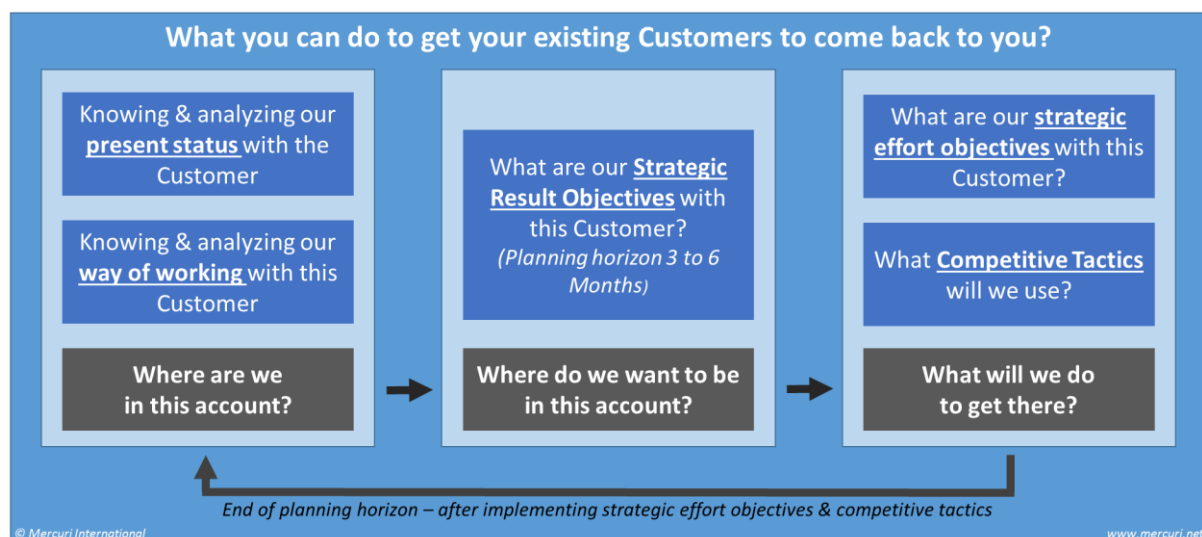 What you can do to get your existing Customers to come back to you?
Knowing & analyzing our
present status with the
Customer
Knowing & analyzing our
way of working with this
Customer
Where are we
in this account?
What are our Strategic
Result Objectives with
this Customer?
(Planning horizon 3 to 6
Months)
Where do we want to be
in this account?
What are our strategic
effort objectives with this
Customer?
What Competitive Tactics
will we use?
What will we do
to get there?
End of planning horizon – after implementing strategic effort objectives & competitive tactics
© Mercuri International
www.mercuri.net